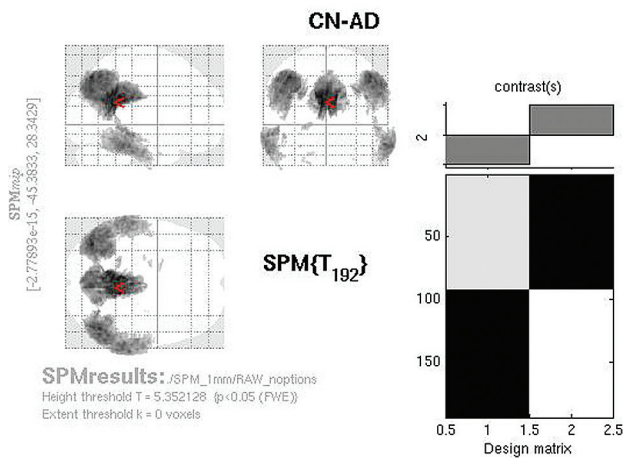 CN-AD
SPMmip
[-2.77893e-15, -45.3833, 28.3429]
<
<
<
SPM{T192}
SPMresults: ./SPM_1mm/RAW_noptions
Height threshold T = 5.352128 {p<0.05 (FWE)}
Extent threshold k = 0 voxels
contrast(s)
2
50
100
150
0.5 1 1.5 2 2.5
Design matrix